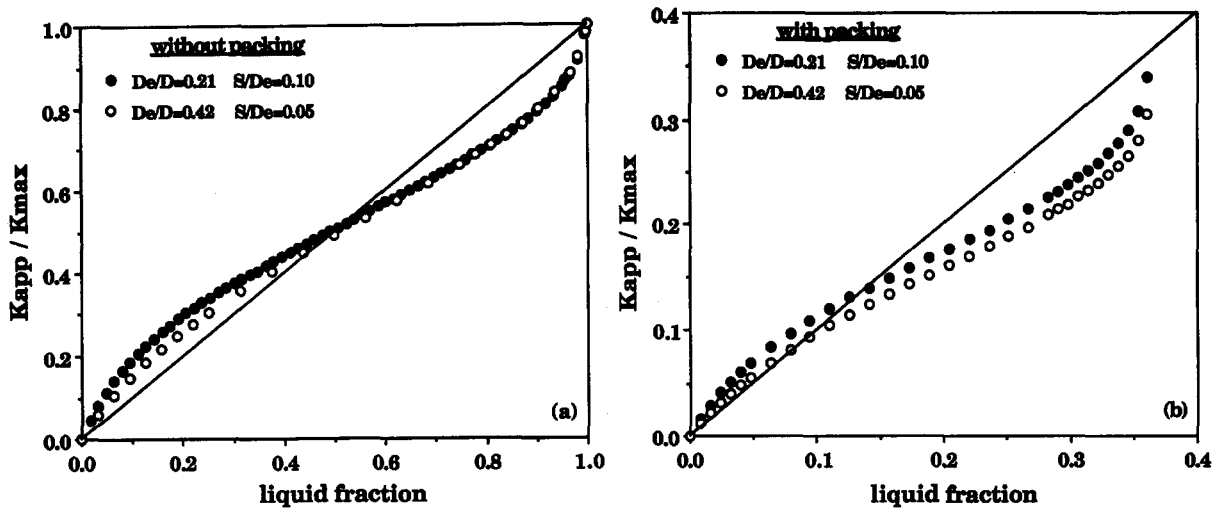 without packing
De/D=0.21 S/De=0.10
De/D=0.42 S/De=0.05
1.0
0.8
0.6
0.4
0.2
0.0
Kapp / Kmax
(a)
0.0 0.2 0.4 0.6 0.8 1.0
liquid fraction
with packing
De/D=0.21 S/De=0.10
De/D=0.42 S/De=0.05
0.4
0.3
0.2
0.1
0.0
Kapp / Kmax
(b)
0.0 0.1 0.2 0.3 0.4
liquid fraction